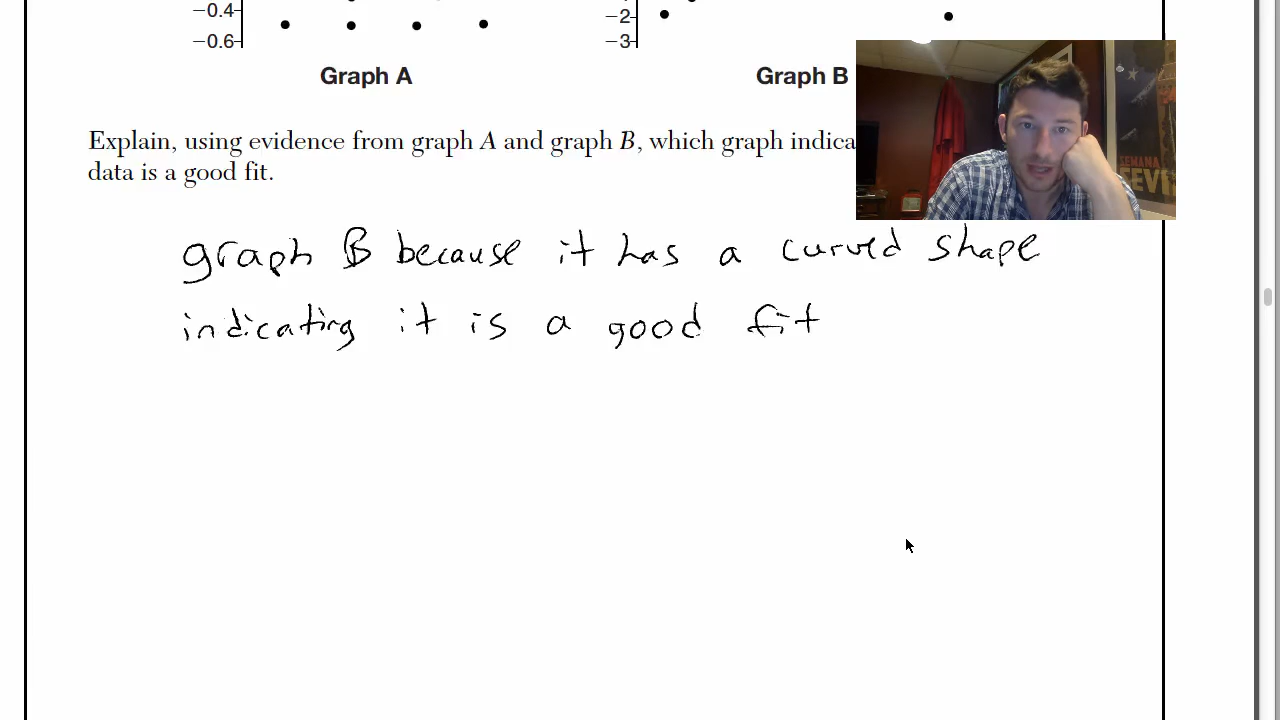 -0.4
-0.6
-2
-3
Graph A
Graph B
Explain, using evidence from graph A and graph B, which graph indica
data is a good fit.
SEMANA
graph B because it has a curved shape
indicating it is a good fit